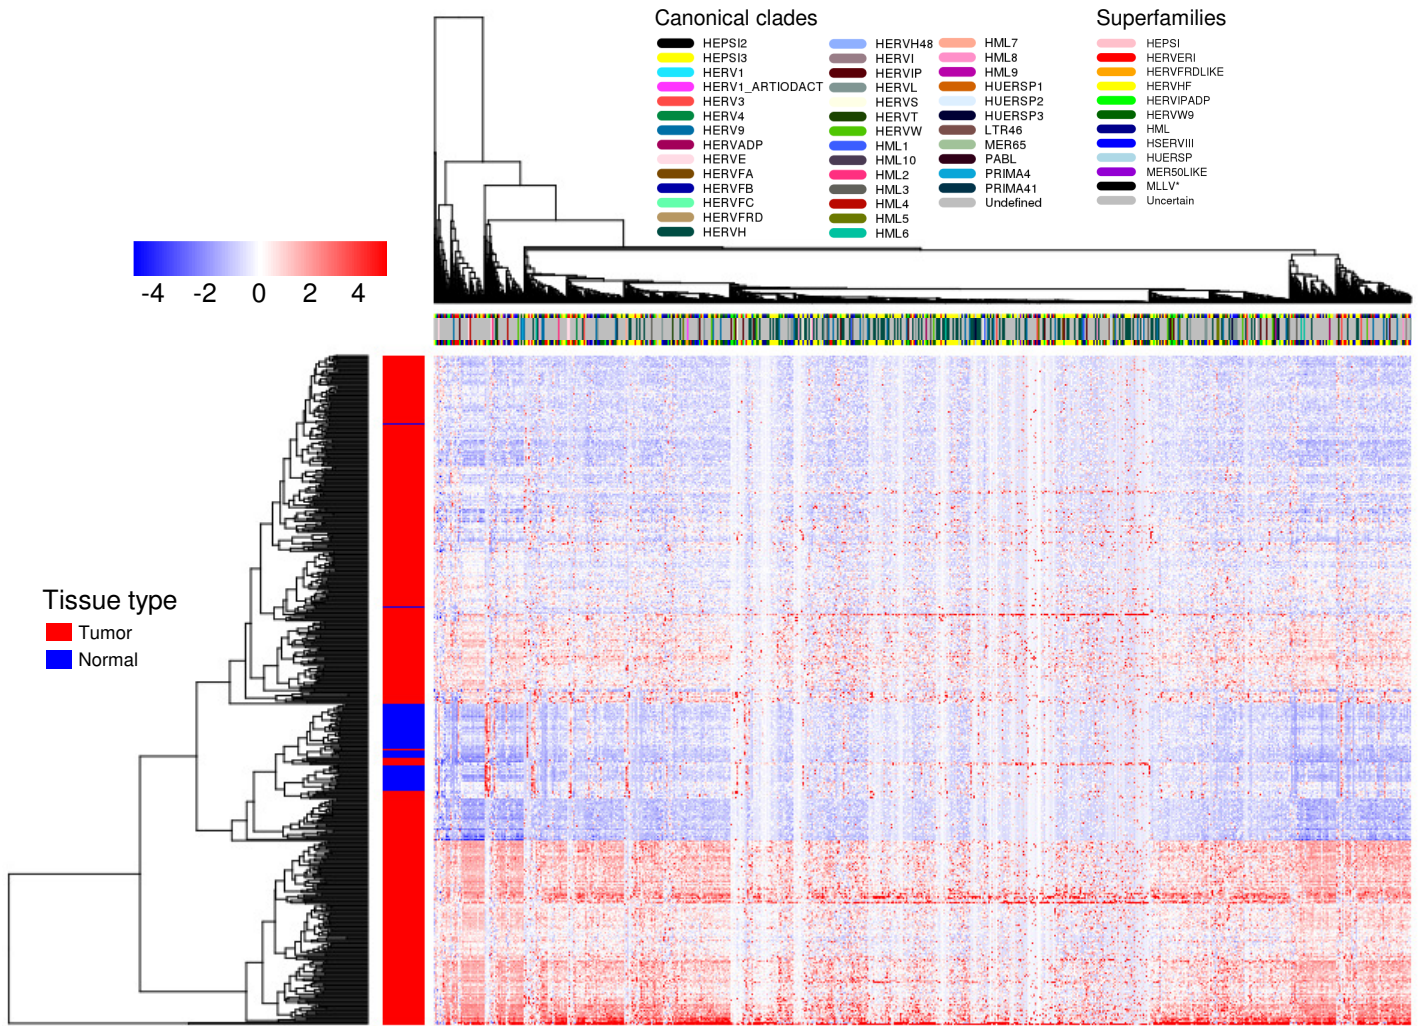 Canonical clades
HEPSI2
HEPSI3
HERV1
HERV1_ARTIODACT
HERV3
HERV4
HERV9
HERVADP
HERVE
HERVFA
HERVFB
HERVFC
HERVFRD
HERVH
HERVH48
HERVI
HERVIP
HERVL
HERVS
HERVT
HERVW
HML1
HML10
HML2
HML3
HML4
HML5
HML6
HML7
HML8
HML9
HUERSP1
HUERSP2
HUERSP3
LTR46
MER65
PABL
PRIMA4
PRIMA41
Undefined
Superfamilies
HEPSI
HERVERI
HERVFRDLIKE
HERVHF
HERVIPADP
HERVW9
HML
HSERVIII
HUERSP
MER50LIKE
MLLV*
Uncertain
-4 -2 0 2 4
Tissue type
Tumor
Normal